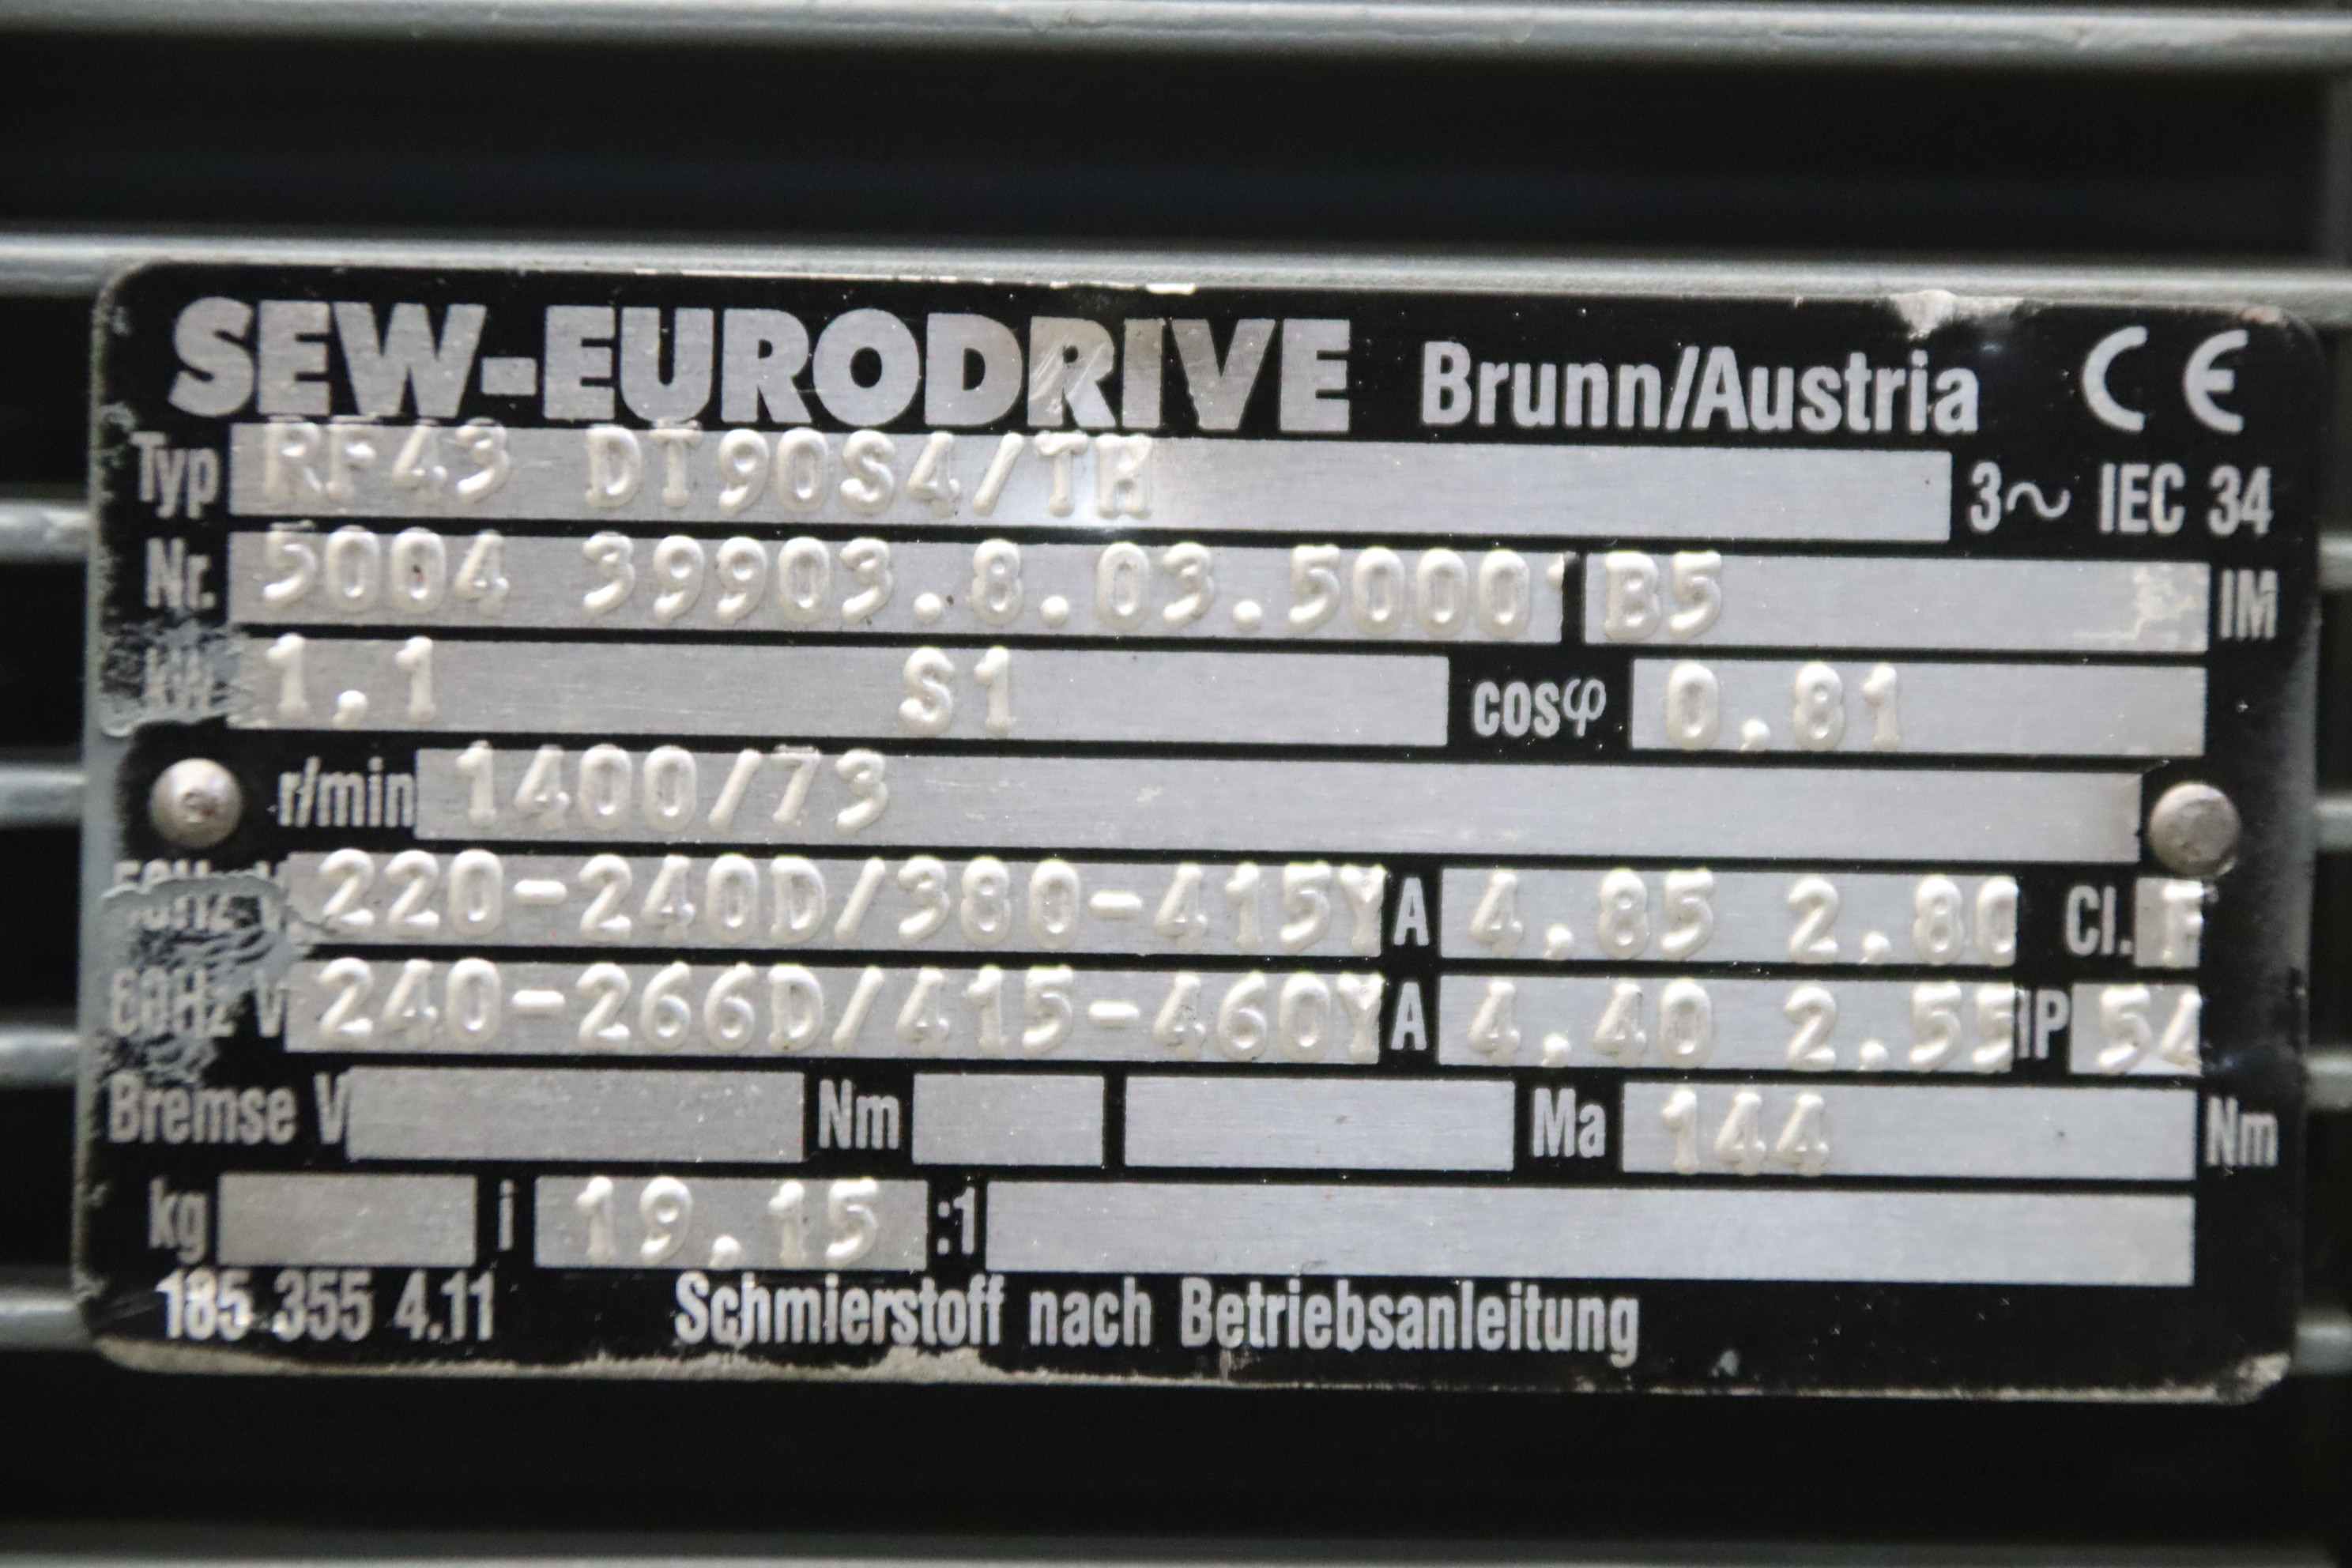 SEW-EURODRIVE Brunn/Austria CE
Typ RF43 DT90S4/TH 3~ IEC 34
Nr. 5004 39903.8.03.50001 B5 IM
kW 1.1 S1 cosφ 0.81
r/min 1400/73
50Hz V 220-240D/380-415Y A 4.85 2.80 Cl. F
60Hz V 240-266D/415-460Y A 4.40 2.55 IP 54
Bremse V Nm Ma 144 Nm
kg i 19.15 :1
185 355 4.11 Schmierstoff nach Betriebsanleitung